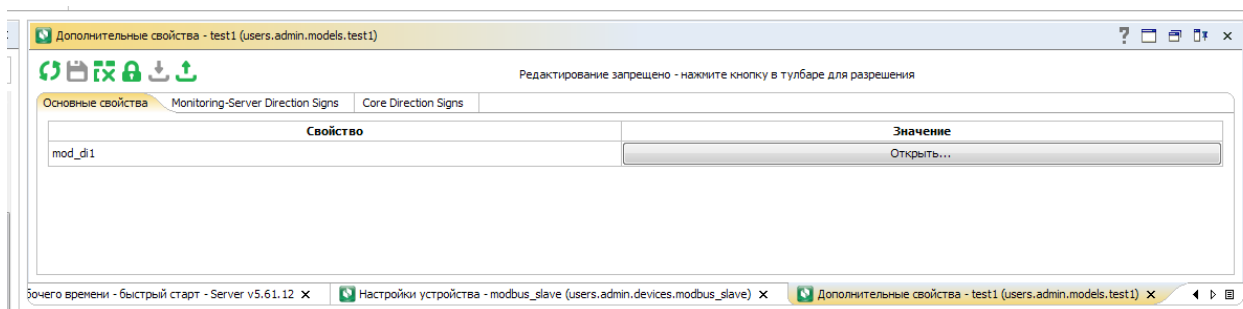 Дополнительные свойства - test1 (users.admin.models.test1)
Редактирование запрещено - нажмите кнопку в тулбаре для разрешения
Основные свойства Monitoring-Server Direction Signs Core Direction Signs
Свойство Значение
mod_di1 Открыть...
бочего времени - быстрый старт - Server v5.61.12 Настройки устройства - modbus_slave (users.admin.devices.modbus_slave) Дополнительные свойства - test1 (users.admin.models.test1)